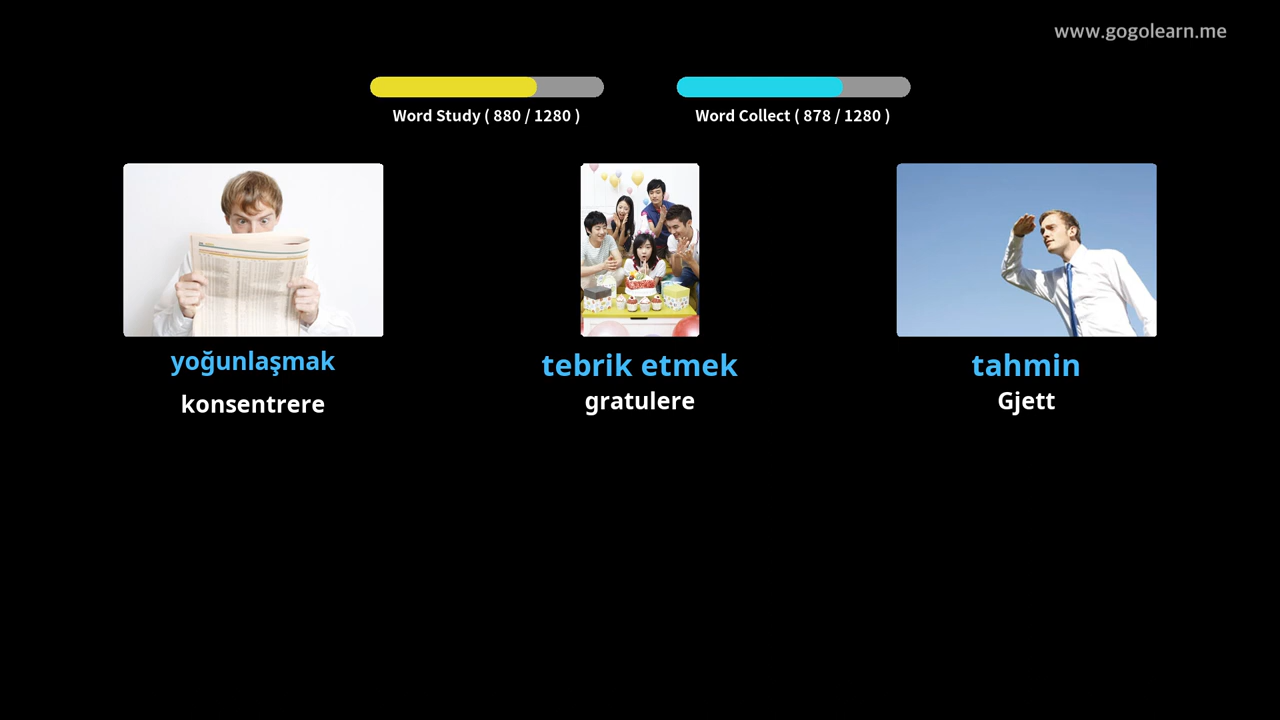 www.gogolearn.me
Word Study ( 880 / 1280 )
Word Collect ( 878 / 1280 )
yoğunlaşmak
konsentrere
tebrik etmek
gratulere
tahmin
Gjett